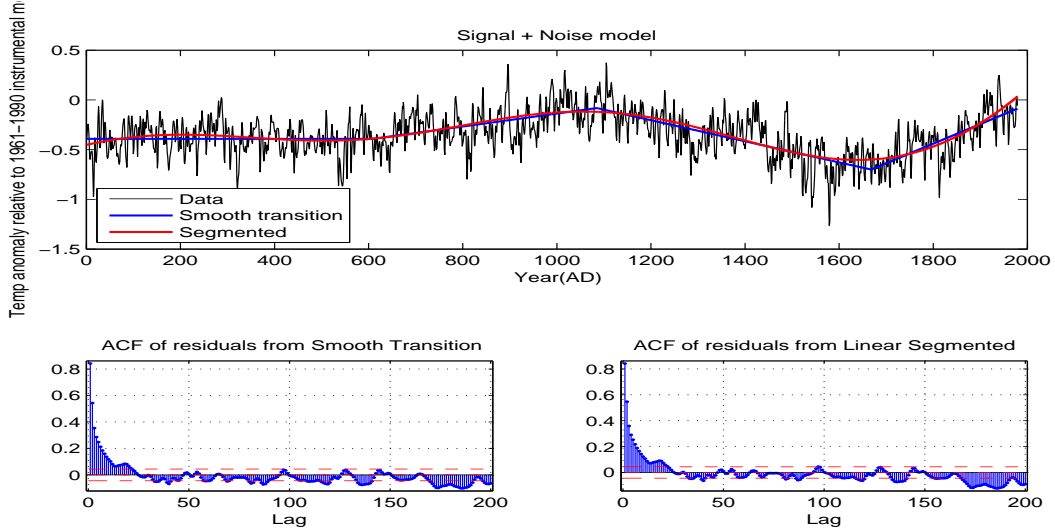 Signal + Noise model
Temp anomaly relative to 1961−1990 instrumental m
0.5
0
−0.5
−1
−1.5
Data
Smooth transition
Segmented
0 200 400 600 800 1000 1200 1400 1600 1800 2000
Year(AD)
ACF of residuals from Smooth Transition
0.8
0.6
0.4
0.2
0
0 50 100 150 200
Lag
ACF of residuals from Linear Segmented
0.8
0.6
0.4
0.2
0
0 50 100 150 200
Lag